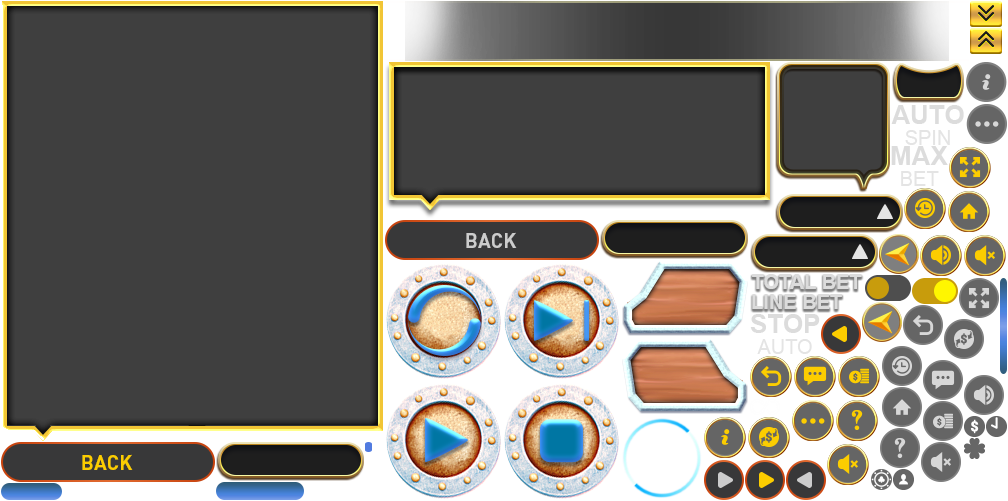 AUTO
SPIN
MAX
BET
BACK
TOTAL BET
LINE BET
STOP
AUTO
BACK